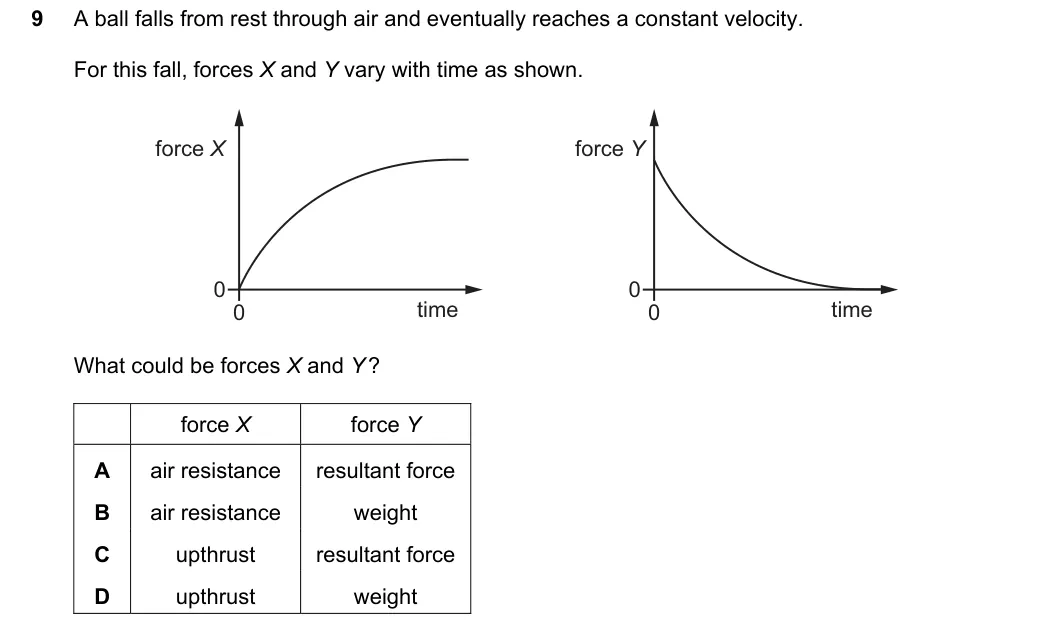 9 A ball falls from rest through air and eventually reaches a constant velocity.
For this fall, forces X and Y vary with time as shown.
force X
0
0
time
force Y
0
0
time
What could be forces X and Y?
force X force Y
A air resistance resultant force
B air resistance weight
C upthrust resultant force
D upthrust weight